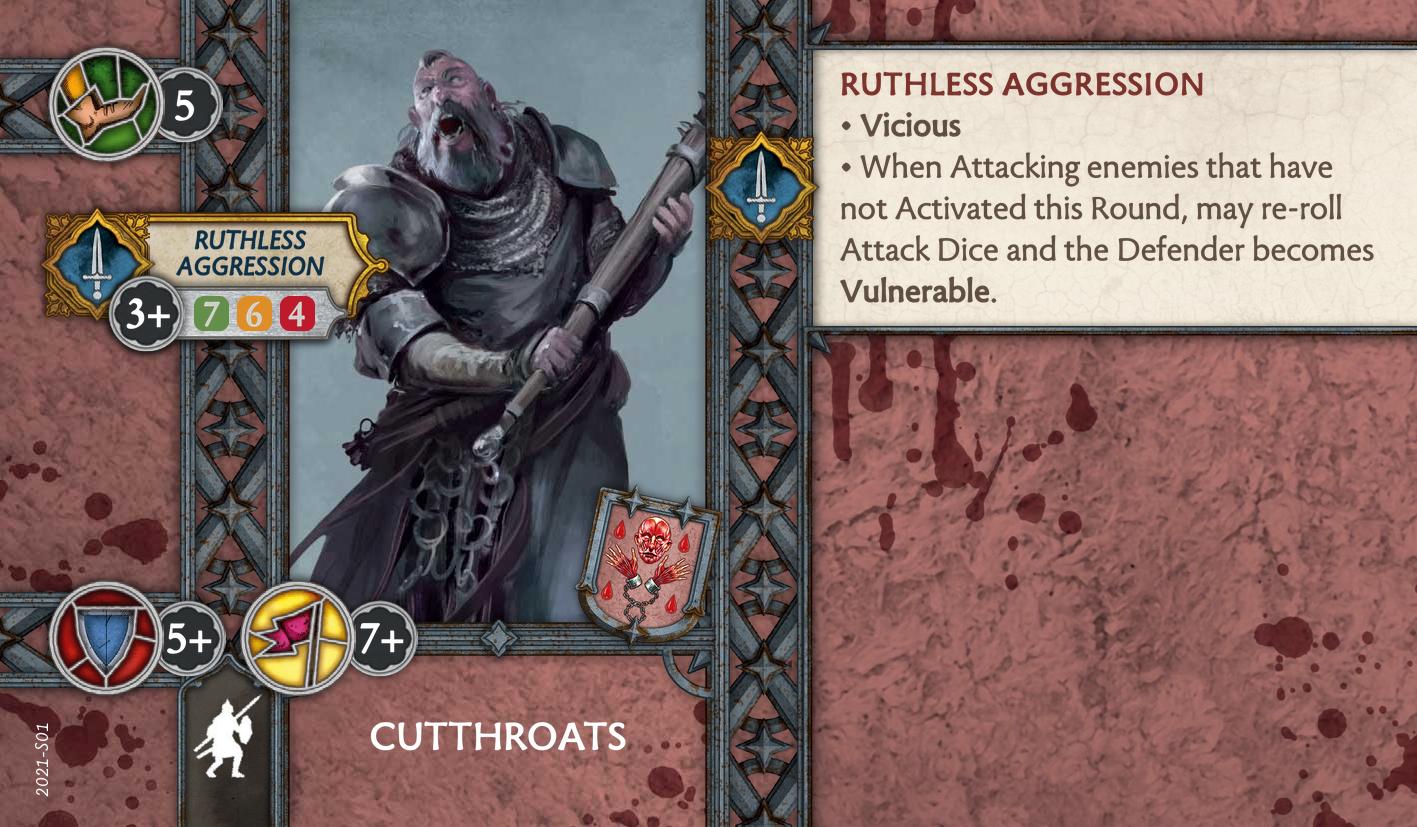 5
RUTHLESS
AGGRESSION
3+ 7 6 4
5+ 7+
CUTTHROATS
2021-S01
RUTHLESS AGGRESSION
• Vicious
• When Attacking enemies that have
not Activated this Round, may re-roll
Attack Dice and the Defender becomes
Vulnerable.